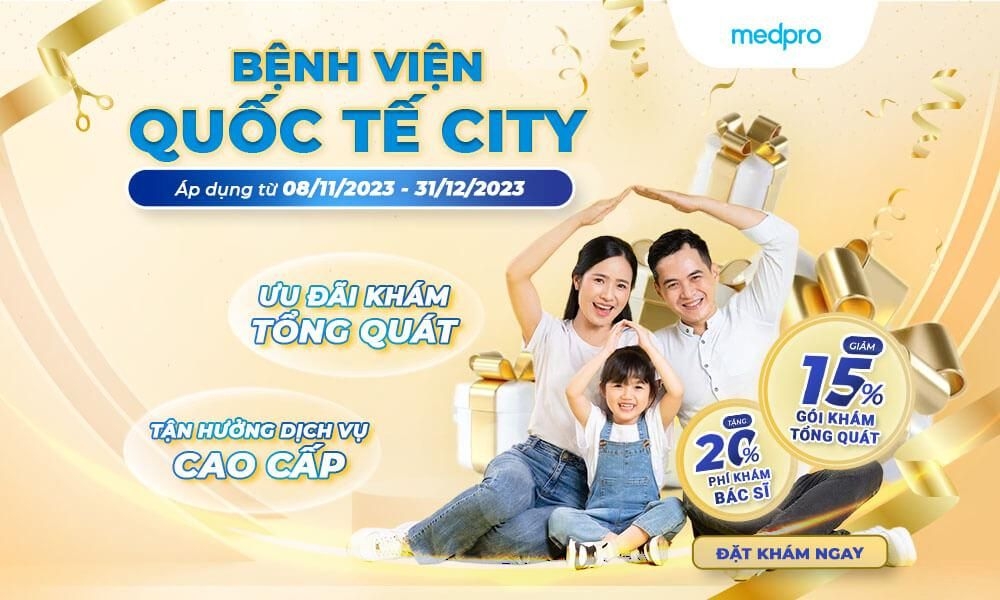 medpro
BỆNH VIỆN
QUỐC TẾ CITY
Áp dụng từ 08/11/2023 - 31/12/2023
ƯU ĐÃI KHÁM
TỔNG QUÁT
TẬN HƯỞNG DỊCH VỤ
CAO CẤP
GIẢM
15%
GÓI KHÁM
TỔNG QUÁT
TẶNG
20%
PHÍ KHÁM
BÁC SĨ
ĐẶT KHÁM NGAY